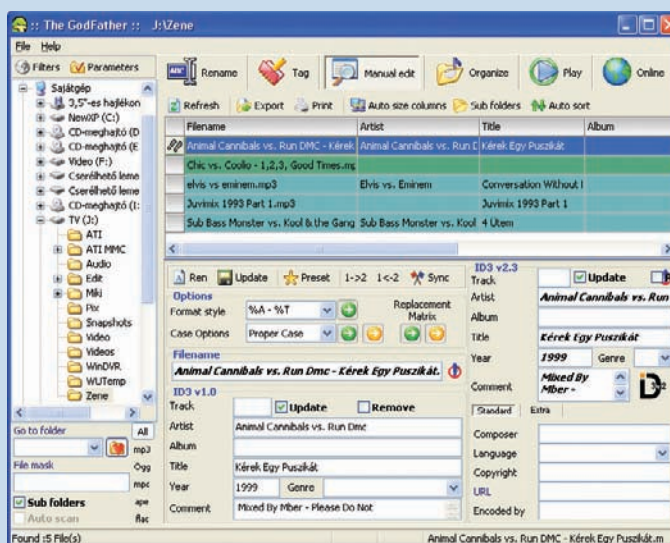 :: The GodFather ::   J:\Zene
File Help
Filters Parameters
Rename Tag Manual edit Organize Play Online
Refresh Export Print Auto size columns Sub folders Auto sort
Sajátgép
3,5"-es hajlékon
NewXP (C:)
CD-meghajtó (D
CD-meghajtó (E
Video (F:)
Cserélhető leme
Cserélhető leme
CD-meghajtó (I:
TV (J:)
ATI
ATI MMC
Audio
Edit
Miki
Pix
Snapshots
Video
Videos
WinDVR
WUTemp
Zene
Go to folder All
mp3
File mask Ogg
mpc
Sub folders ape
Auto scan flac
Filename Artist Title Album
Animal Cannibals vs. Run DMC - Kérek Animal Cannibals vs. Run D Kérek Egy Puszikát
Chic vs. Coolio - 1,2,3, Good Times.mp
elvis vs eminem.mp3 Elvis vs. Eminem Conversation Without I
Juvimix 1993 Part 1.mp3 Juvimix 1993 Part 1
Sub Bass Monster vs. Kool & the Gang Sub Bass Monster vs. Kool 4 Ütem
Ren Update Preset 1->2 1<-2 Sync
Options
Format style %A - %T Replacement
Matrix
Case Options Proper Case
Filename
Animal Cannibals vs. Run Dmc - Kérek Egy Puszikát.
ID3 v1.0
Track Update Remove
Artist Animal Cannibals vs. Run Dmc
Album
Title Kérek Egy Puszikát
Year 1999 Genre
Comment Mixed By Mber - Please Do Not
ID3 v2.3
Track Update
Artist Animal Cannibals vs. Run
Album
Title Kérek Egy Puszikát
Year 1999 Genre
Comment Mixed By
Mber -
Standard Extra
Composer
Language
Copyright
URL
Encoded by
Found :5 File(s) Animal Cannibals vs. Run DMC - Kérek Egy Puszikát.m